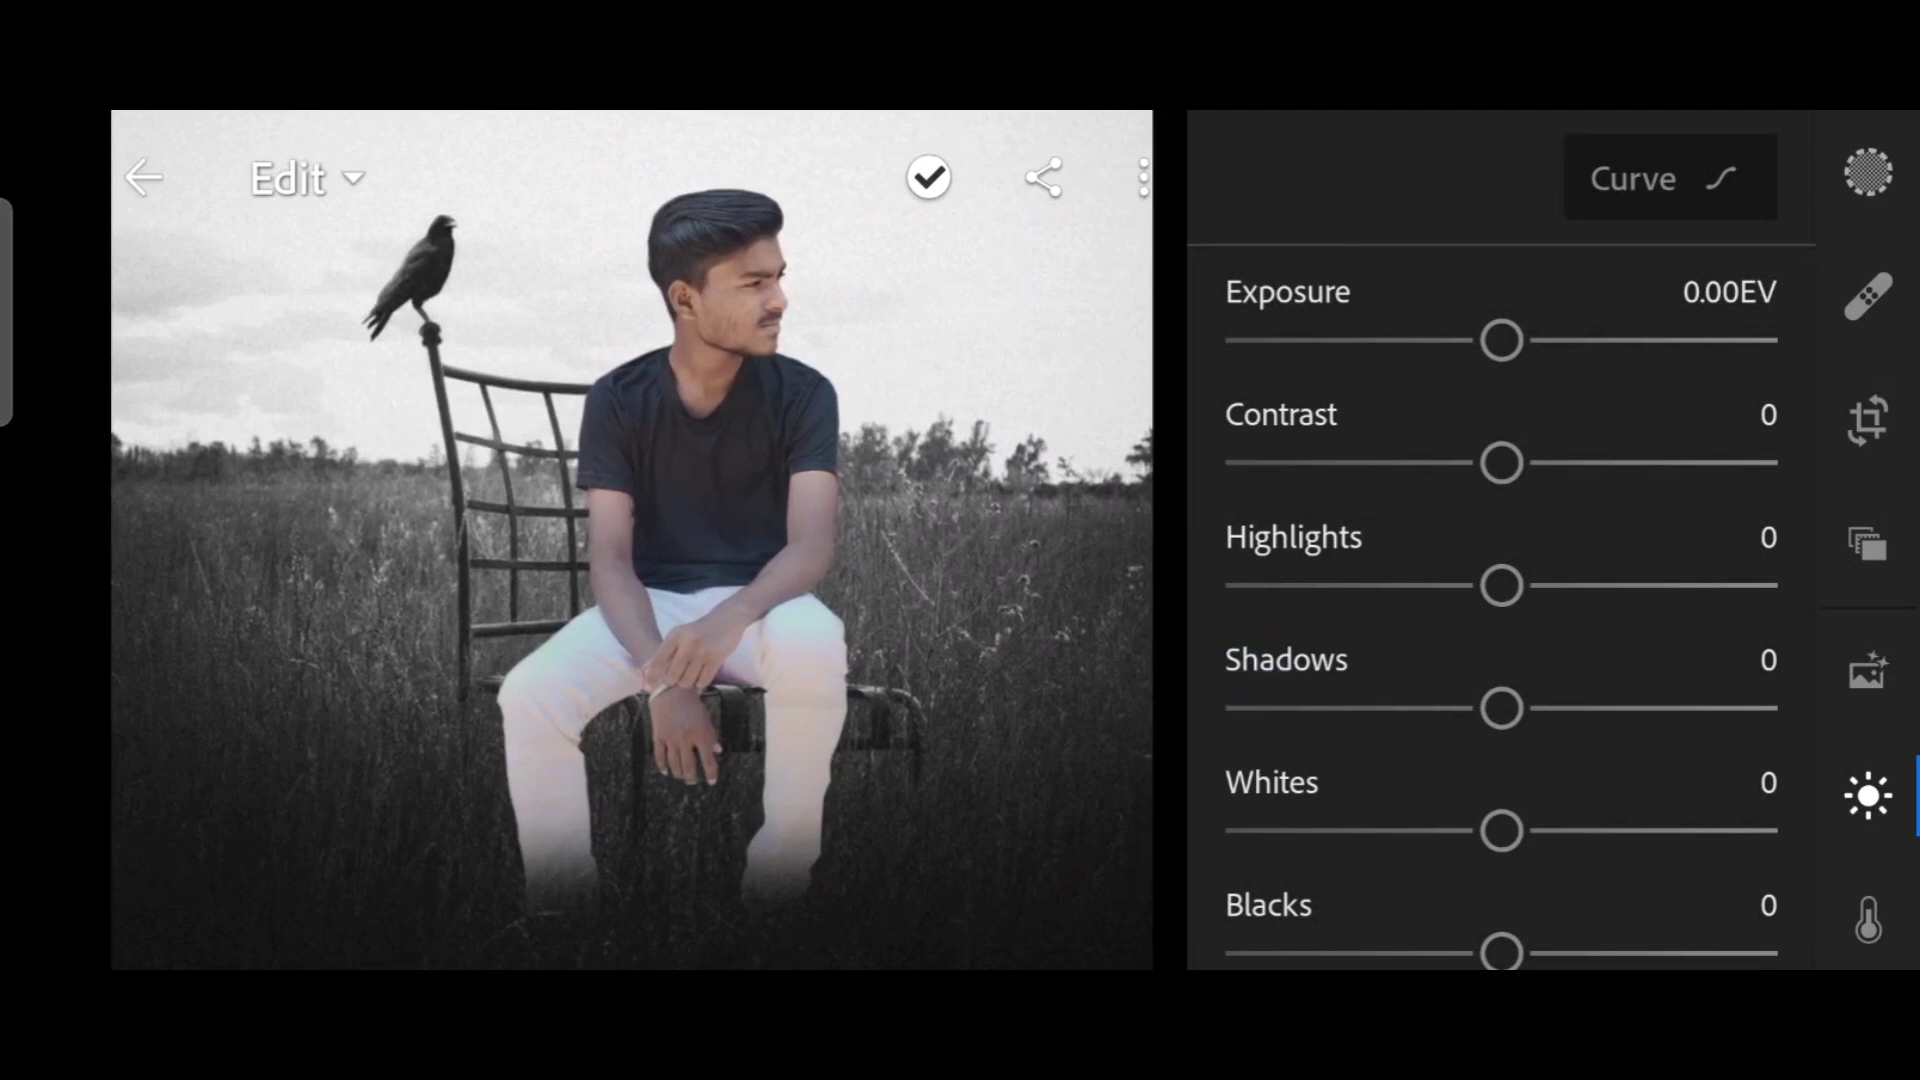 Edit
Curve
Exposure 0.00EV
Contrast 0
Highlights 0
Shadows 0
Whites 0
Blacks 0